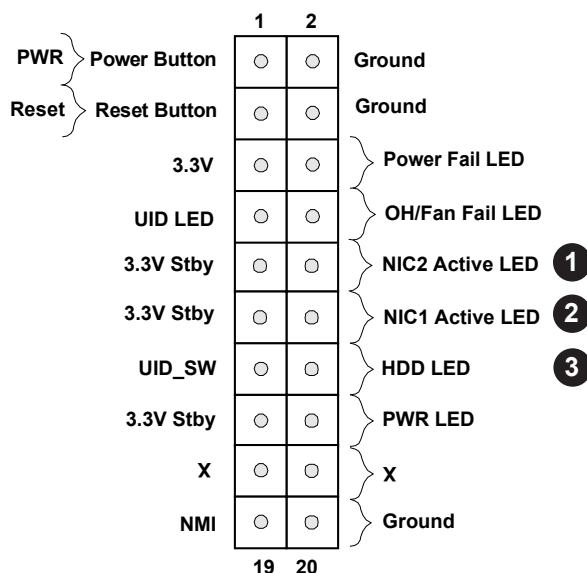 1 2
PWR Power Button Ground
Reset Reset Button Ground
3.3V Power Fail LED
UID LED OH/Fan Fail LED
3.3V Stby NIC2 Active LED 1
3.3V Stby NIC1 Active LED 2
UID_SW HDD LED 3
3.3V Stby PWR LED
X X
NMI Ground
19 20